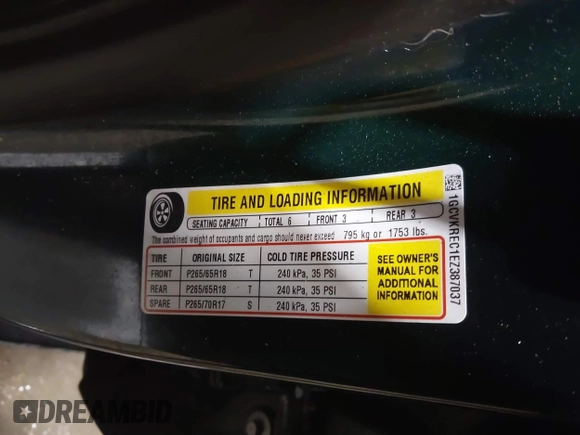 TIRE AND LOADING INFORMATION
SEATING CAPACITY TOTAL 6 FRONT 3 REAR 3
The combined weight of occupants and cargo should never exceed 795 kg or 1753 lbs.
TIRE ORIGINAL SIZE COLD TIRE PRESSURE
FRONT P265/65R18 T 240 kPa, 35 PSI
REAR P265/65R18 T 240 kPa, 35 PSI
SPARE P265/70R17 S 240 kPa, 35 PSI
SEE OWNER'S
MANUAL FOR
ADDITIONAL
INFORMATION
1GCVKREC1EZ387037
DREAMBID